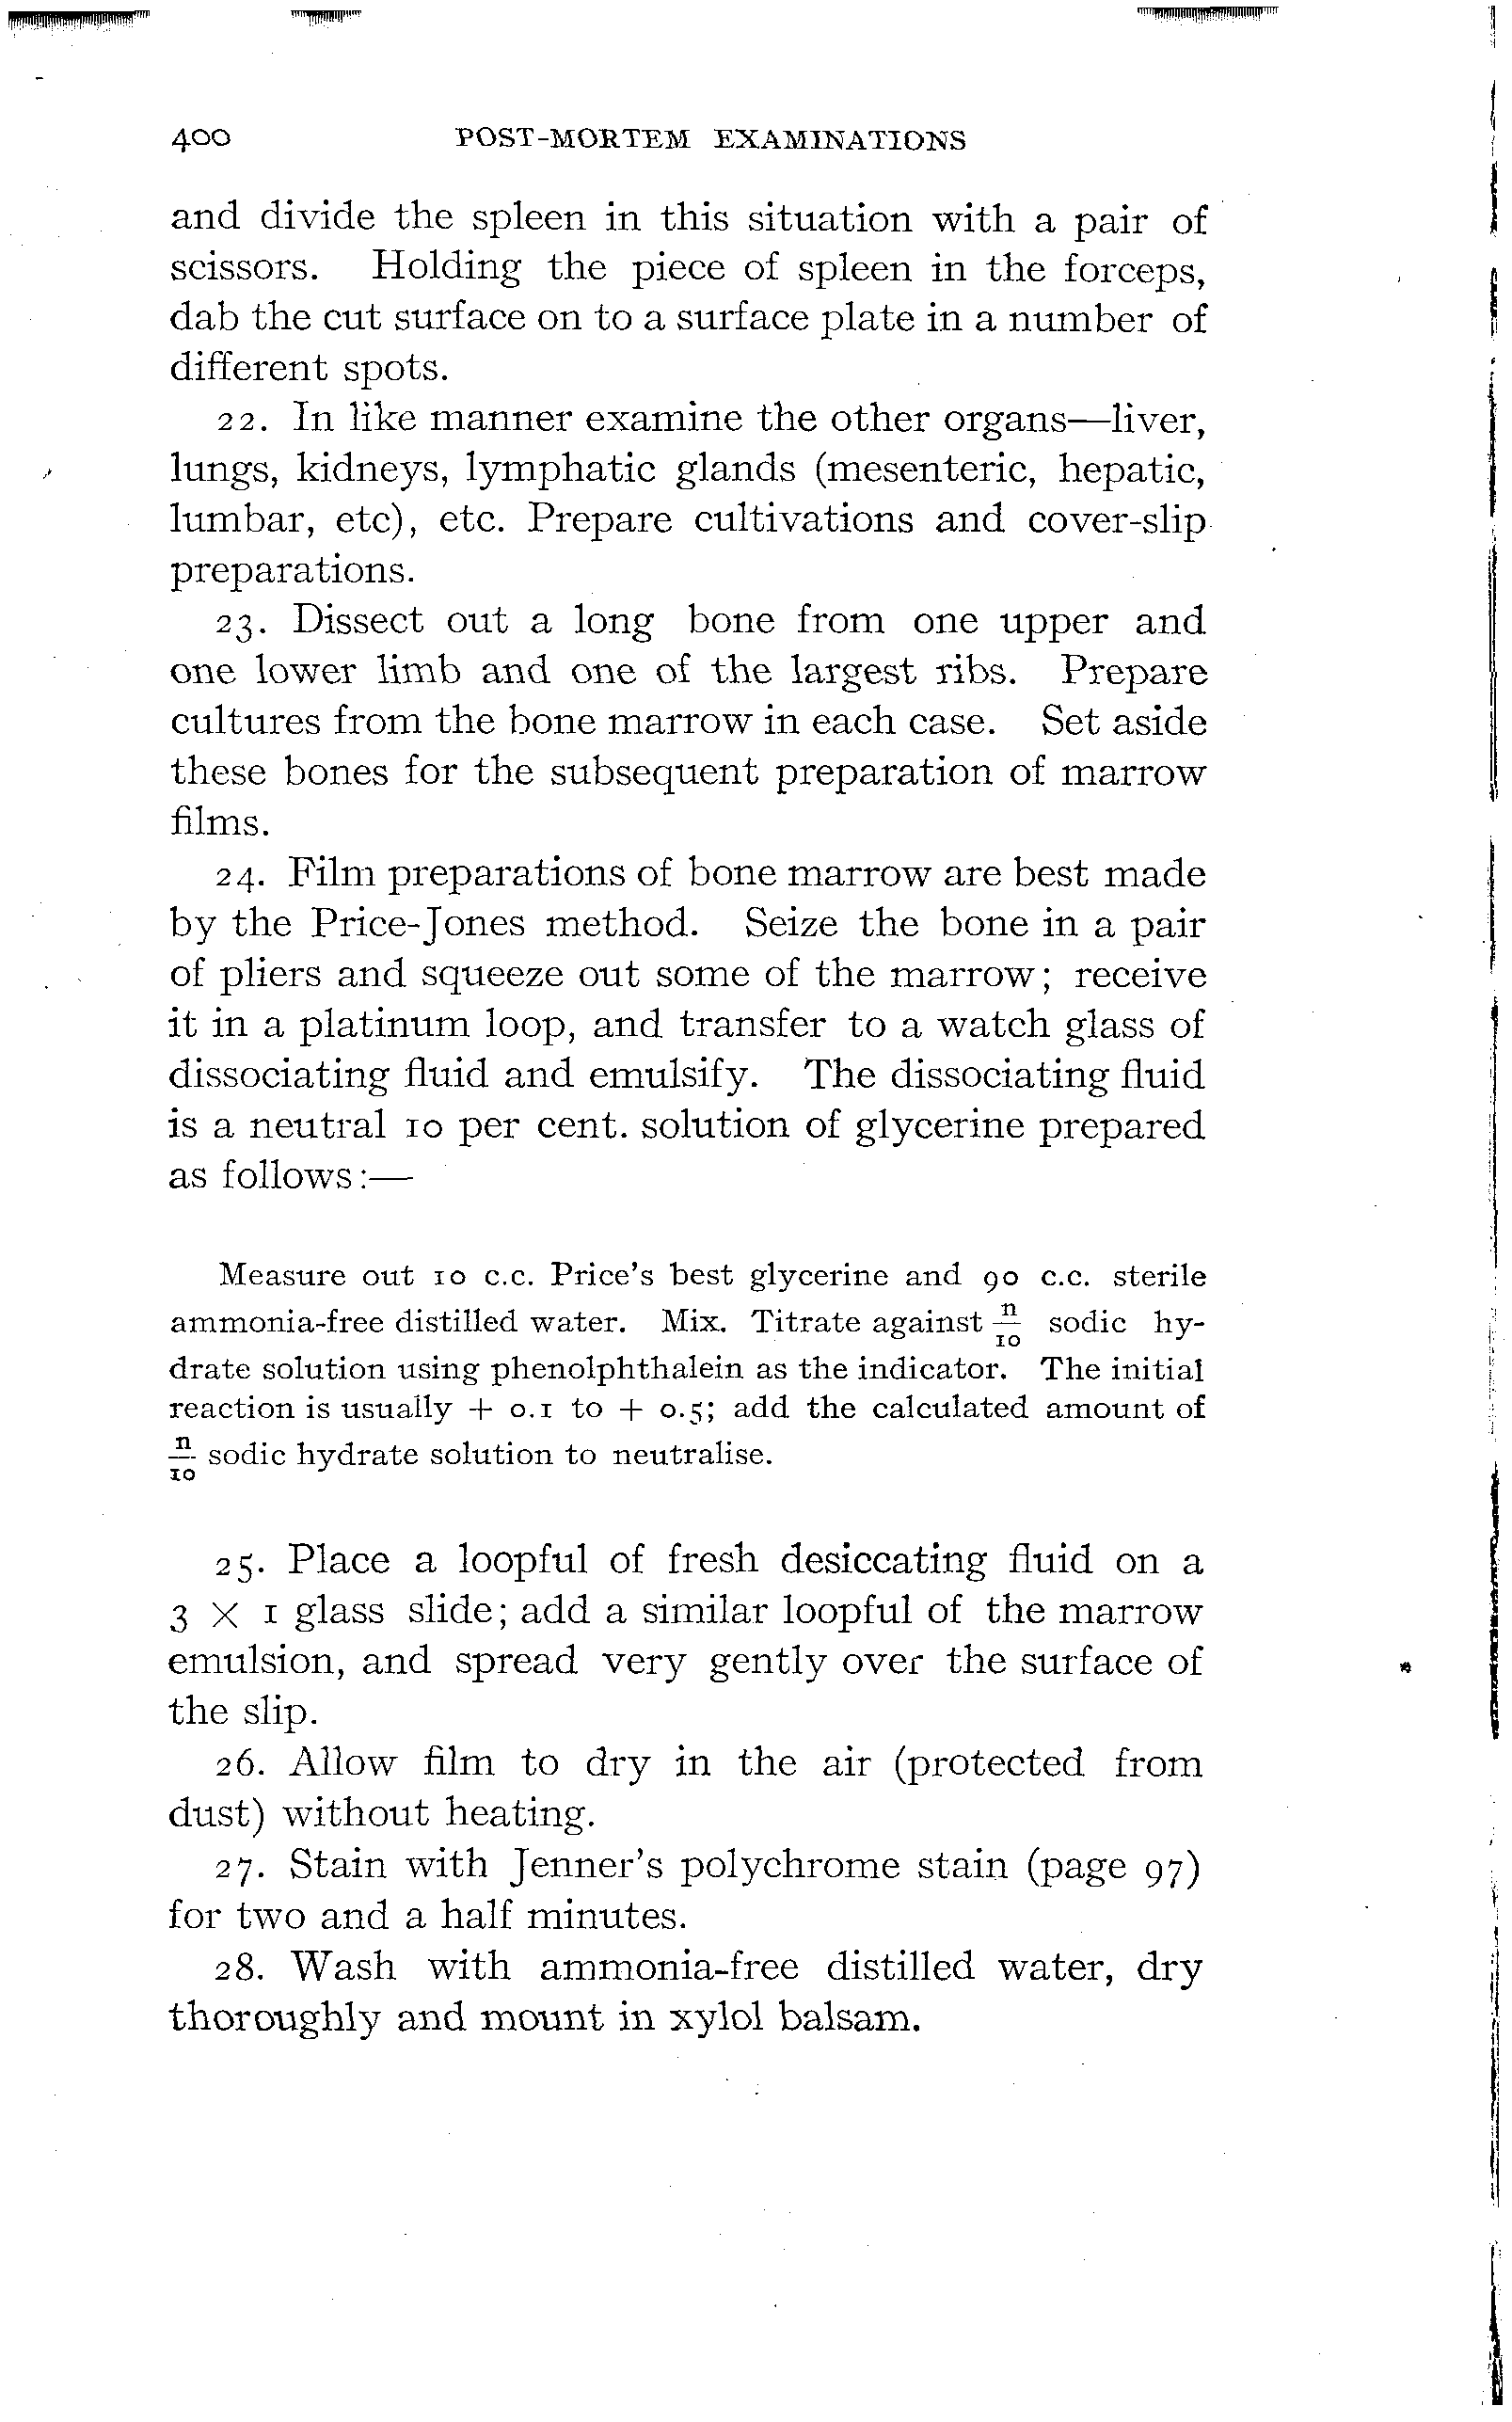 400 POST-MORTEM EXAMINATIONS
and divide the spleen in this situation with a pair of
scissors. Holding the piece of spleen in the forceps,
dab the cut surface on to a surface plate in a number of
different spots.
22. In like manner examine the other organs—liver,
lungs, kidneys, lymphatic glands (mesenteric, hepatic,
lumbar, etc), etc. Prepare cultivations and cover-slip
preparations.
23. Dissect out a long bone from one upper and
one lower limb and one of the largest ribs. Prepare
cultures from the bone marrow in each case. Set aside
these bones for the subsequent preparation of marrow
films.
24. Film preparations of bone marrow are best made
by the Price-Jones method. Seize the bone in a pair
of pliers and squeeze out some of the marrow; receive
it in a platinum loop, and transfer to a watch glass of
dissociating fluid and emulsify. The dissociating fluid
is a neutral 10 per cent. solution of glycerine prepared
as follows:—
Measure out 10 c.c. Price's best glycerine and 90 c.c. sterile
ammonia-free distilled water. Mix. Titrate against n/10 sodic hy-
drate solution using phenolphthalein as the indicator. The initial
reaction is usually + 0.1 to + 0.5; add the calculated amount of
n/10 sodic hydrate solution to neutralise.
25. Place a loopful of fresh desiccating fluid on a
3 × 1 glass slide; add a similar loopful of the marrow
emulsion, and spread very gently over the surface of
the slip.
26. Allow film to dry in the air (protected from
dust) without heating.
27. Stain with Jenner's polychrome stain (page 97)
for two and a half minutes.
28. Wash with ammonia-free distilled water, dry
thoroughly and mount in xylol balsam.